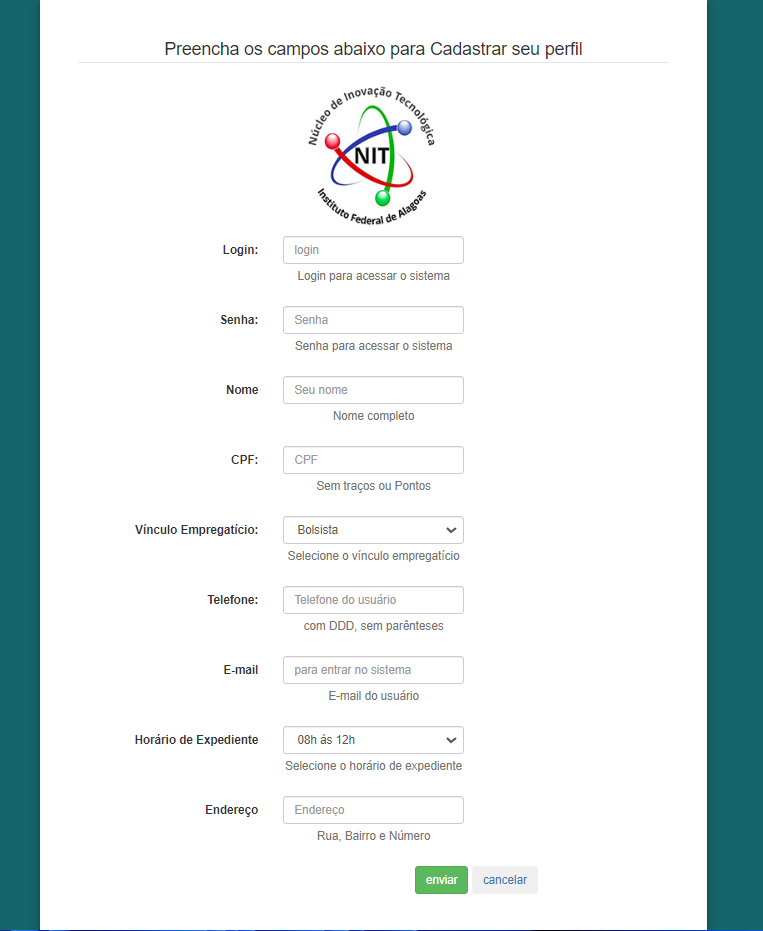 Preencha os campos abaixo para Cadastrar seu perfil
Núcleo de Inovação Tecnológica
NIT
Instituto Federal de Alagoas
Login:
login
Login para acessar o sistema
Senha:
Senha
Senha para acessar o sistema
Nome
Seu nome
Nome completo
CPF:
CPF
Sem traços ou Pontos
Vínculo Empregatício:
Bolsista
Selecione o vínculo empregatício
Telefone:
Telefone do usuário
com DDD, sem parênteses
E-mail
para entrar no sistema
E-mail do usuário
Horário de Expediente
08h às 12h
Selecione o horário de expediente
Endereço
Endereço
Rua, Bairro e Número
enviar
cancelar